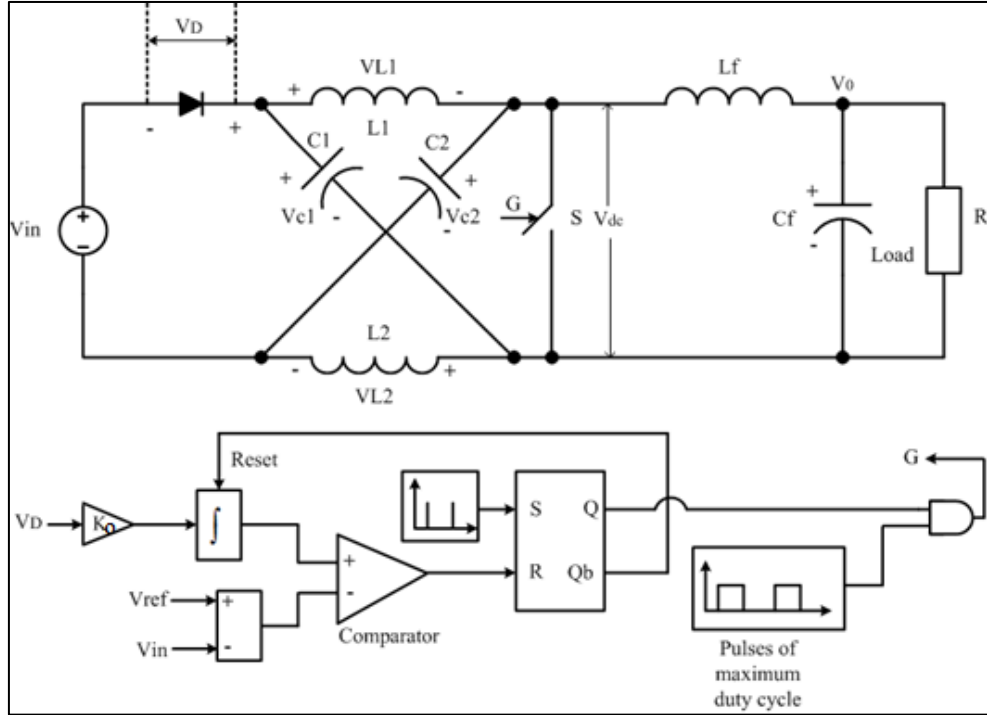 VD
- +
VL1
+ -
L1
Lf
V0
C1
C2
+
+
Vin
+
-
Vc1
-
Vc2
-
G
S
Vdc
+
Cf
-
Load
R
L2
- +
VL2
Reset
G
VD
K0
∫
S
Q
R
Qb
+
-
Vref
+
Vin
-
Comparator
Pulses of
maximum
duty cycle